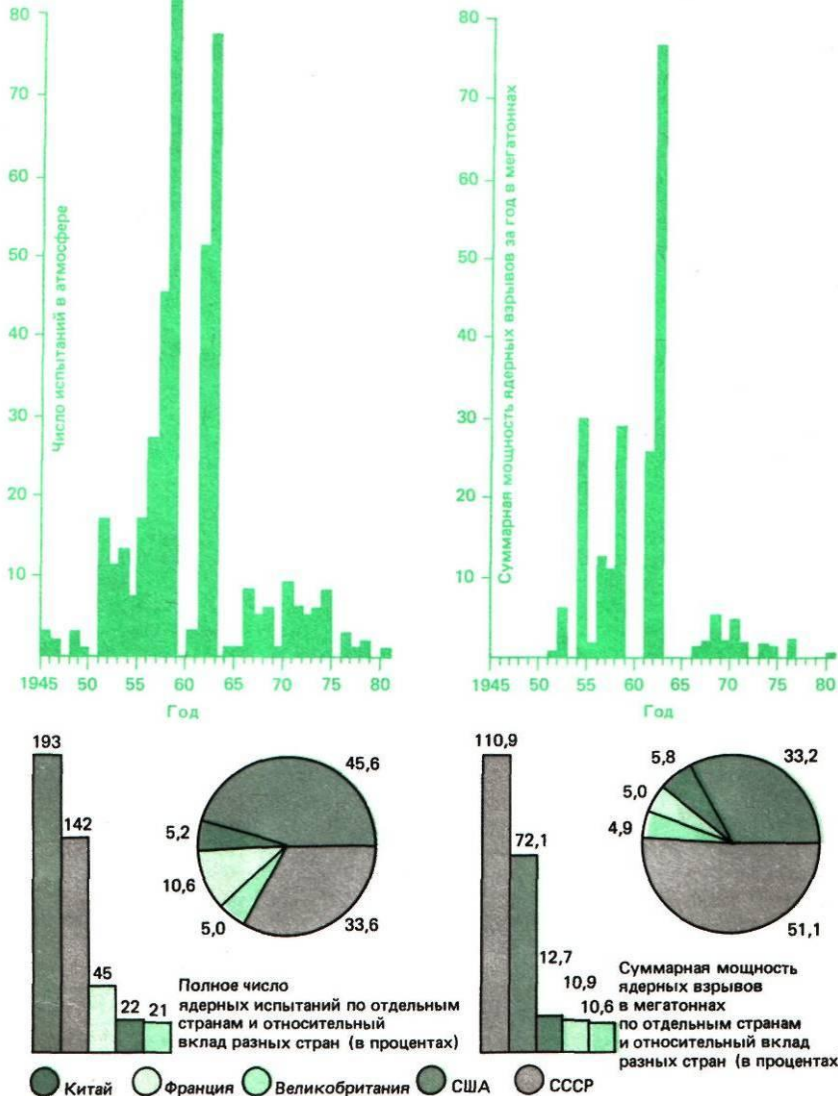 80
70
60
50
40
30
20
10
Число испытаний в атмосфере
1945 50 55 60 65 70 75 80
Год
80
70
60
50
40
30
20
10
Суммарная мощность ядерных взрывов за год в мегатоннах
1945 50 55 60 65 70 75 80
Год
193
142
45
22
21
45,6
5,2
10,6
5,0
33,6
Полное число
ядерных испытаний по отдельным
странам и относительный
вклад разных стран (в процентах)
110,9
72,1
12,7
10,9
10,6
5,8
33,2
5,0
4,9
51,1
Суммарная мощность
ядерных взрывов
в мегатоннах
по отдельным странам
и относительный вклад
разных стран (в процентах
Китай Франция Великобритания США СССР